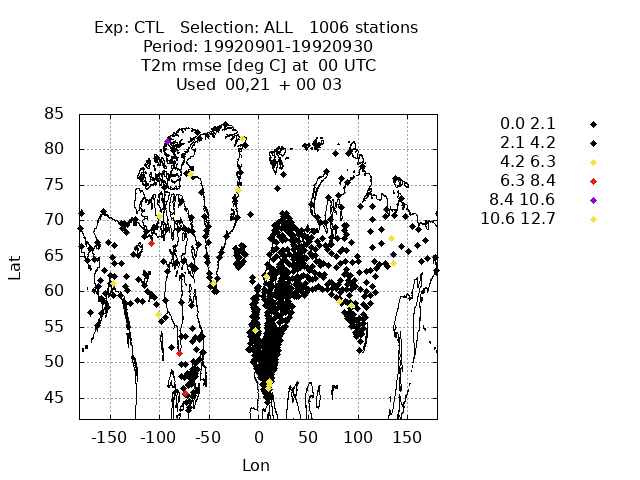 Exp: CTL Selection: ALL 1006 stations
Period: 19920901-19920930
T2m rmse [deg C] at 00 UTC
Used 00,21 + 00 03
85
80
75
70
65
60
55
50
45
Lat
-150 -100 -50 0 50 100 150
Lon
0.0 2.1
2.1 4.2
4.2 6.3
6.3 8.4
8.4 10.6
10.6 12.7